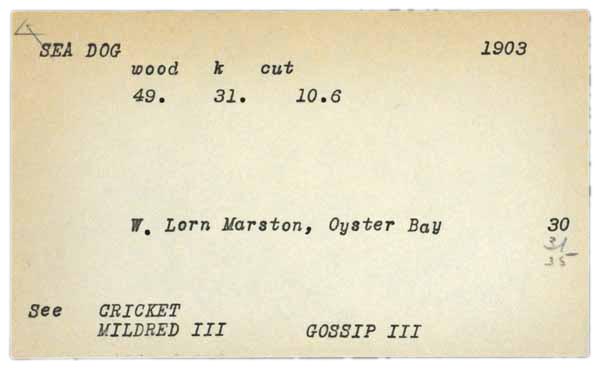 SEA DOG 1903
wood k cut
49. 31. 10.6
W. Lorn Marston, Oyster Bay 30
31
35
See CRICKET
MILDRED III GOSSIP III